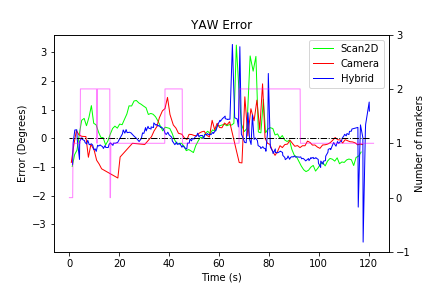 YAW Error
Scan2D
Camera
Hybrid
Error (Degrees)
3
2
1
0
−1
−2
−3
Number of markers
3
2
1
0
−1
0
20
40
60
80
100
120
Time (s)